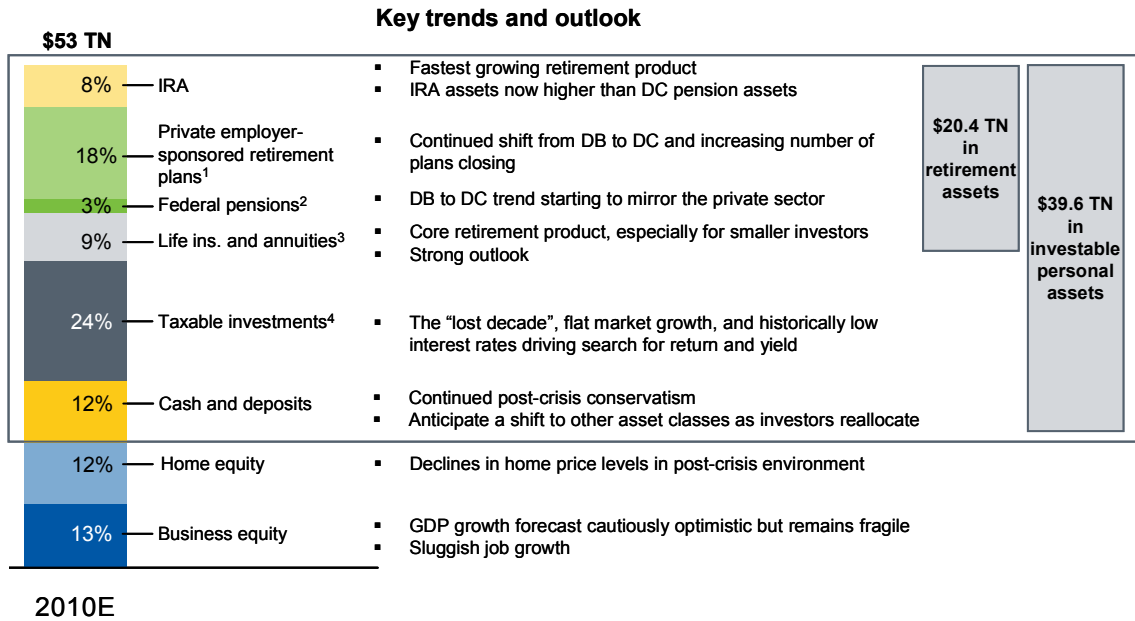 Key trends and outlook
$53 TN
8%
IRA
▪ Fastest growing retirement product
▪ IRA assets now higher than DC pension assets
18%
Private employer-
sponsored retirement
plans1
▪ Continued shift from DB to DC and increasing number of
plans closing
3%
Federal pensions2
▪ DB to DC trend starting to mirror the private sector
9%
Life ins. and annuities3
▪ Core retirement product, especially for smaller investors
▪ Strong outlook
24%
Taxable investments4
▪ The “lost decade”, flat market growth, and historically low
interest rates driving search for return and yield
12%
Cash and deposits
▪ Continued post-crisis conservatism
▪ Anticipate a shift to other asset classes as investors reallocate
12%
Home equity
▪ Declines in home price levels in post-crisis environment
13%
Business equity
▪ GDP growth forecast cautiously optimistic but remains fragile
▪ Sluggish job growth
$20.4 TN
in
retirement
assets
$39.6 TN
in
investable
personal
assets
2010E